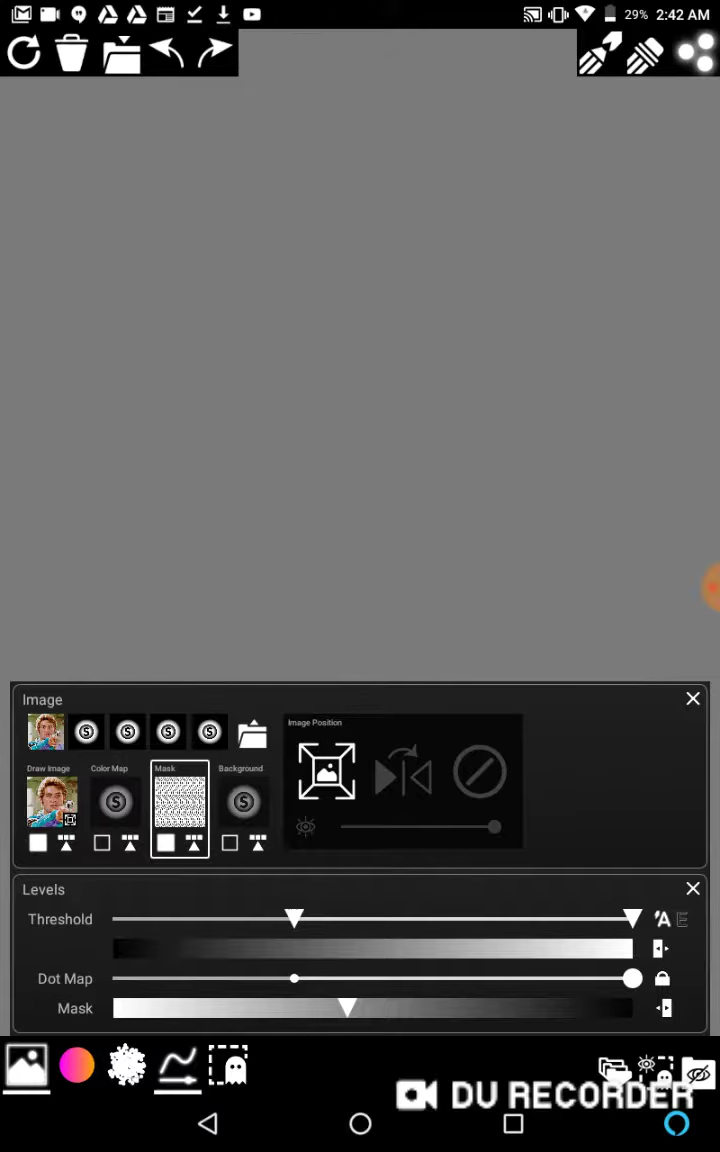 29% 2:42 AM
Image
Image Position
Draw Image Color Map Mask Background
Levels
Threshold
A E
Dot Map
Mask
DU RECORDER